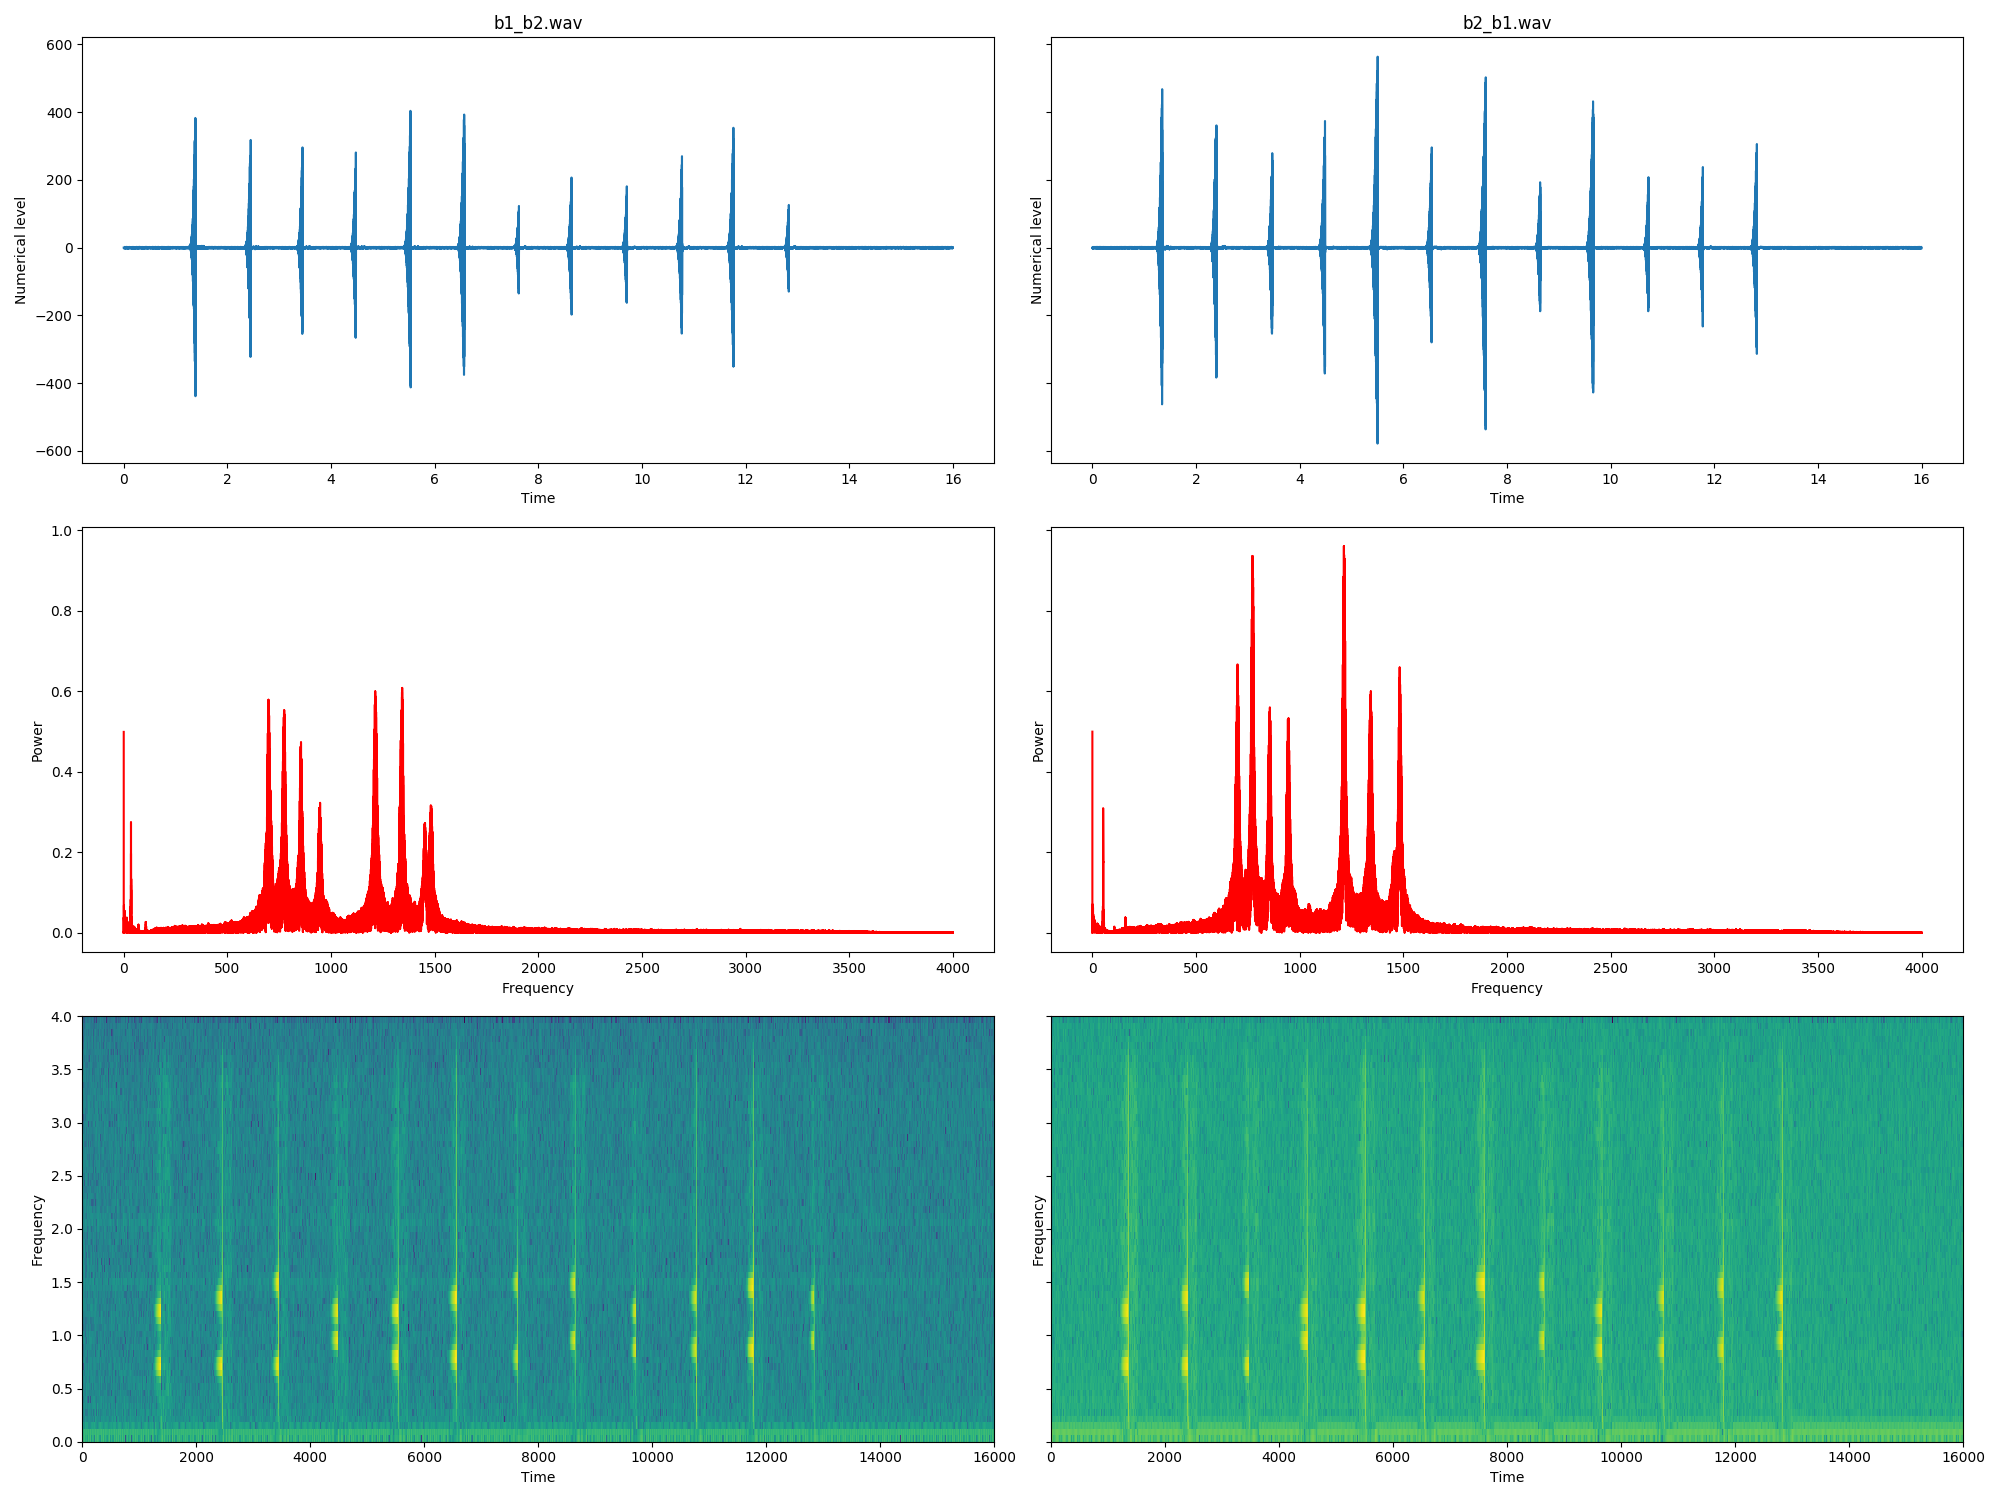 b1_b2.wav
b2_b1.wav
600
400
200
0
−200
−400
−600
Numerical level
0 2 4 6 8 10 12 14 16
Time
Numerical level
0 2 4 6 8 10 12 14 16
Time
1.0
0.8
0.6
0.4
0.2
0.0
Power
0 500 1000 1500 2000 2500 3000 3500 4000
Frequency
Power
0 500 1000 1500 2000 2500 3000 3500 4000
Frequency
4.0
3.5
3.0
2.5
2.0
1.5
1.0
0.5
0.0
Frequency
0 2000 4000 6000 8000 10000 12000 14000 16000
Time
Frequency
0 2000 4000 6000 8000 10000 12000 14000 16000
Time